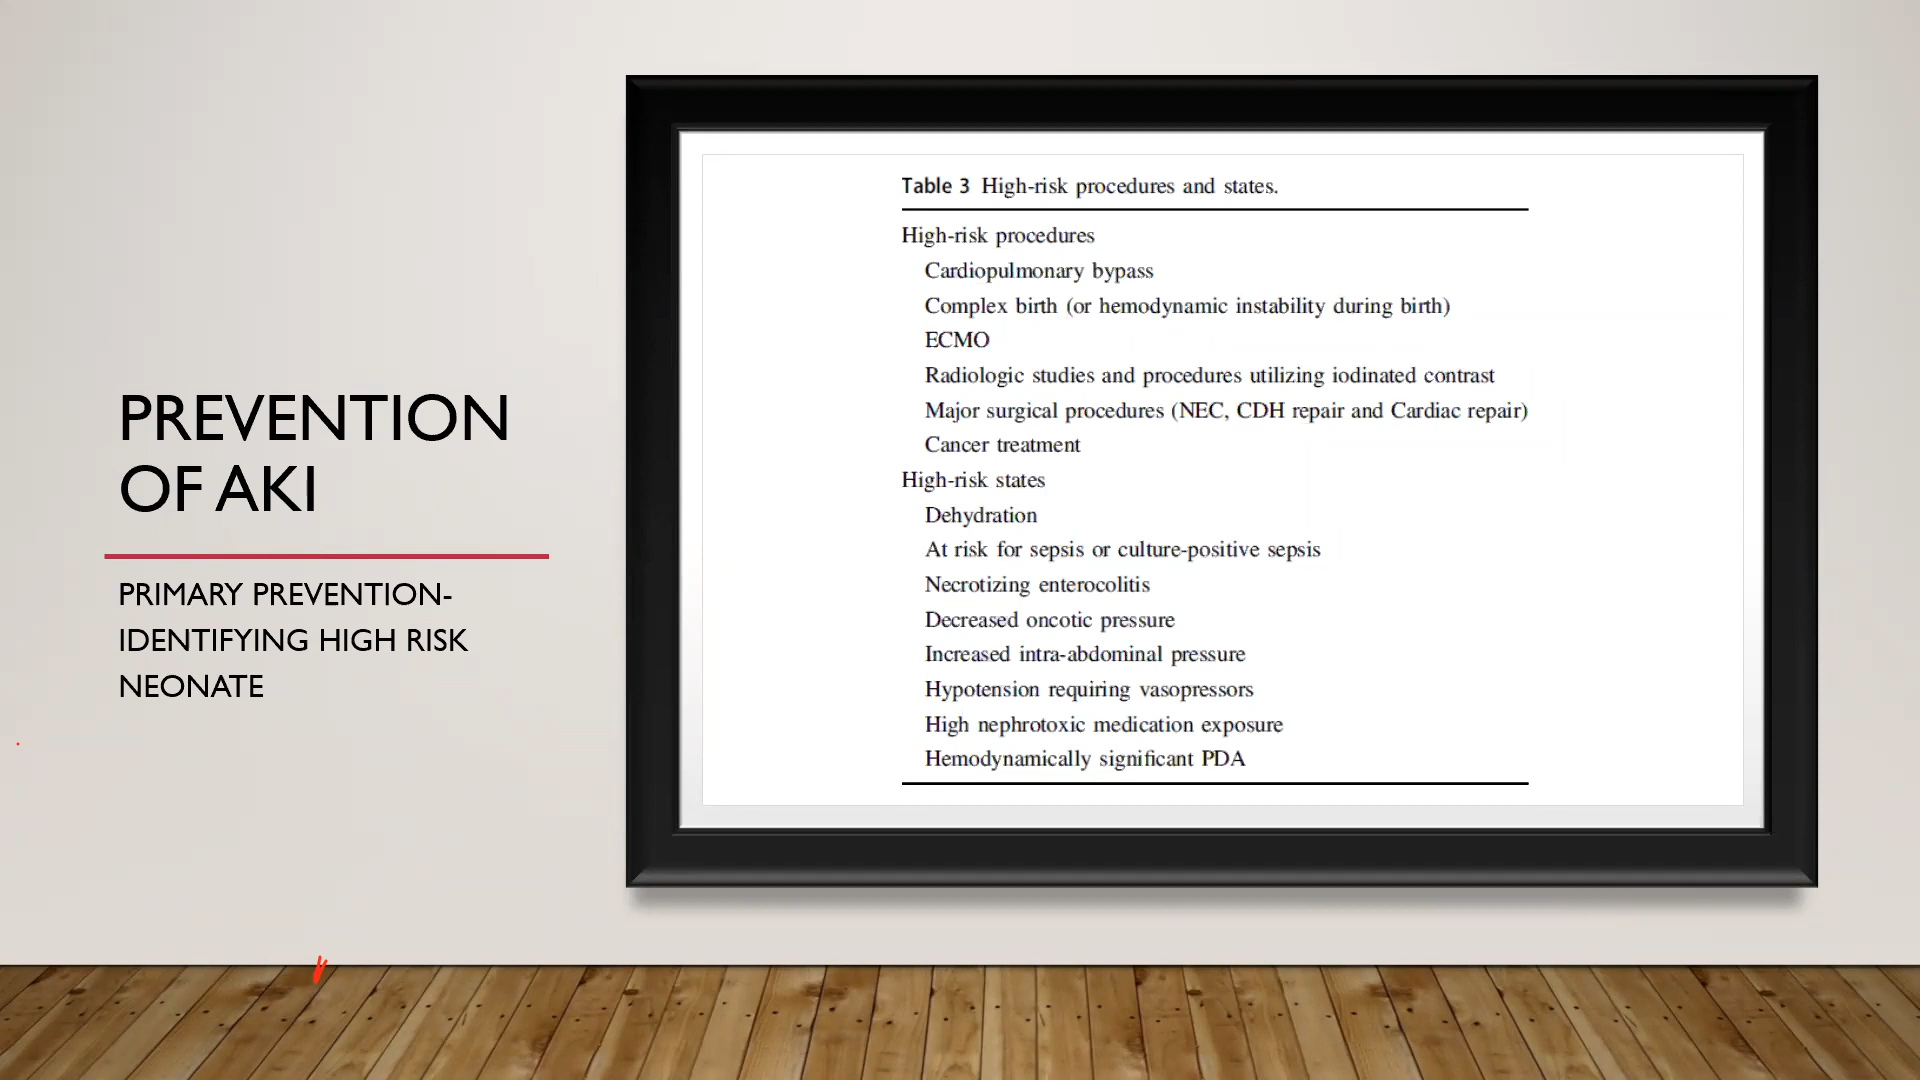 PREVENTION
OF AKI
PRIMARY PREVENTION-
IDENTIFYING HIGH RISK
NEONATE
Table 3 High-risk procedures and states.
High-risk procedures
Cardiopulmonary bypass
Complex birth (or hemodynamic instability during birth)
ECMO
Radiologic studies and procedures utilizing iodinated contrast
Major surgical procedures (NEC, CDH repair and Cardiac repair)
Cancer treatment
High-risk states
Dehydration
At risk for sepsis or culture-positive sepsis
Necrotizing enterocolitis
Decreased oncotic pressure
Increased intra-abdominal pressure
Hypotension requiring vasopressors
High nephrotoxic medication exposure
Hemodynamically significant PDA